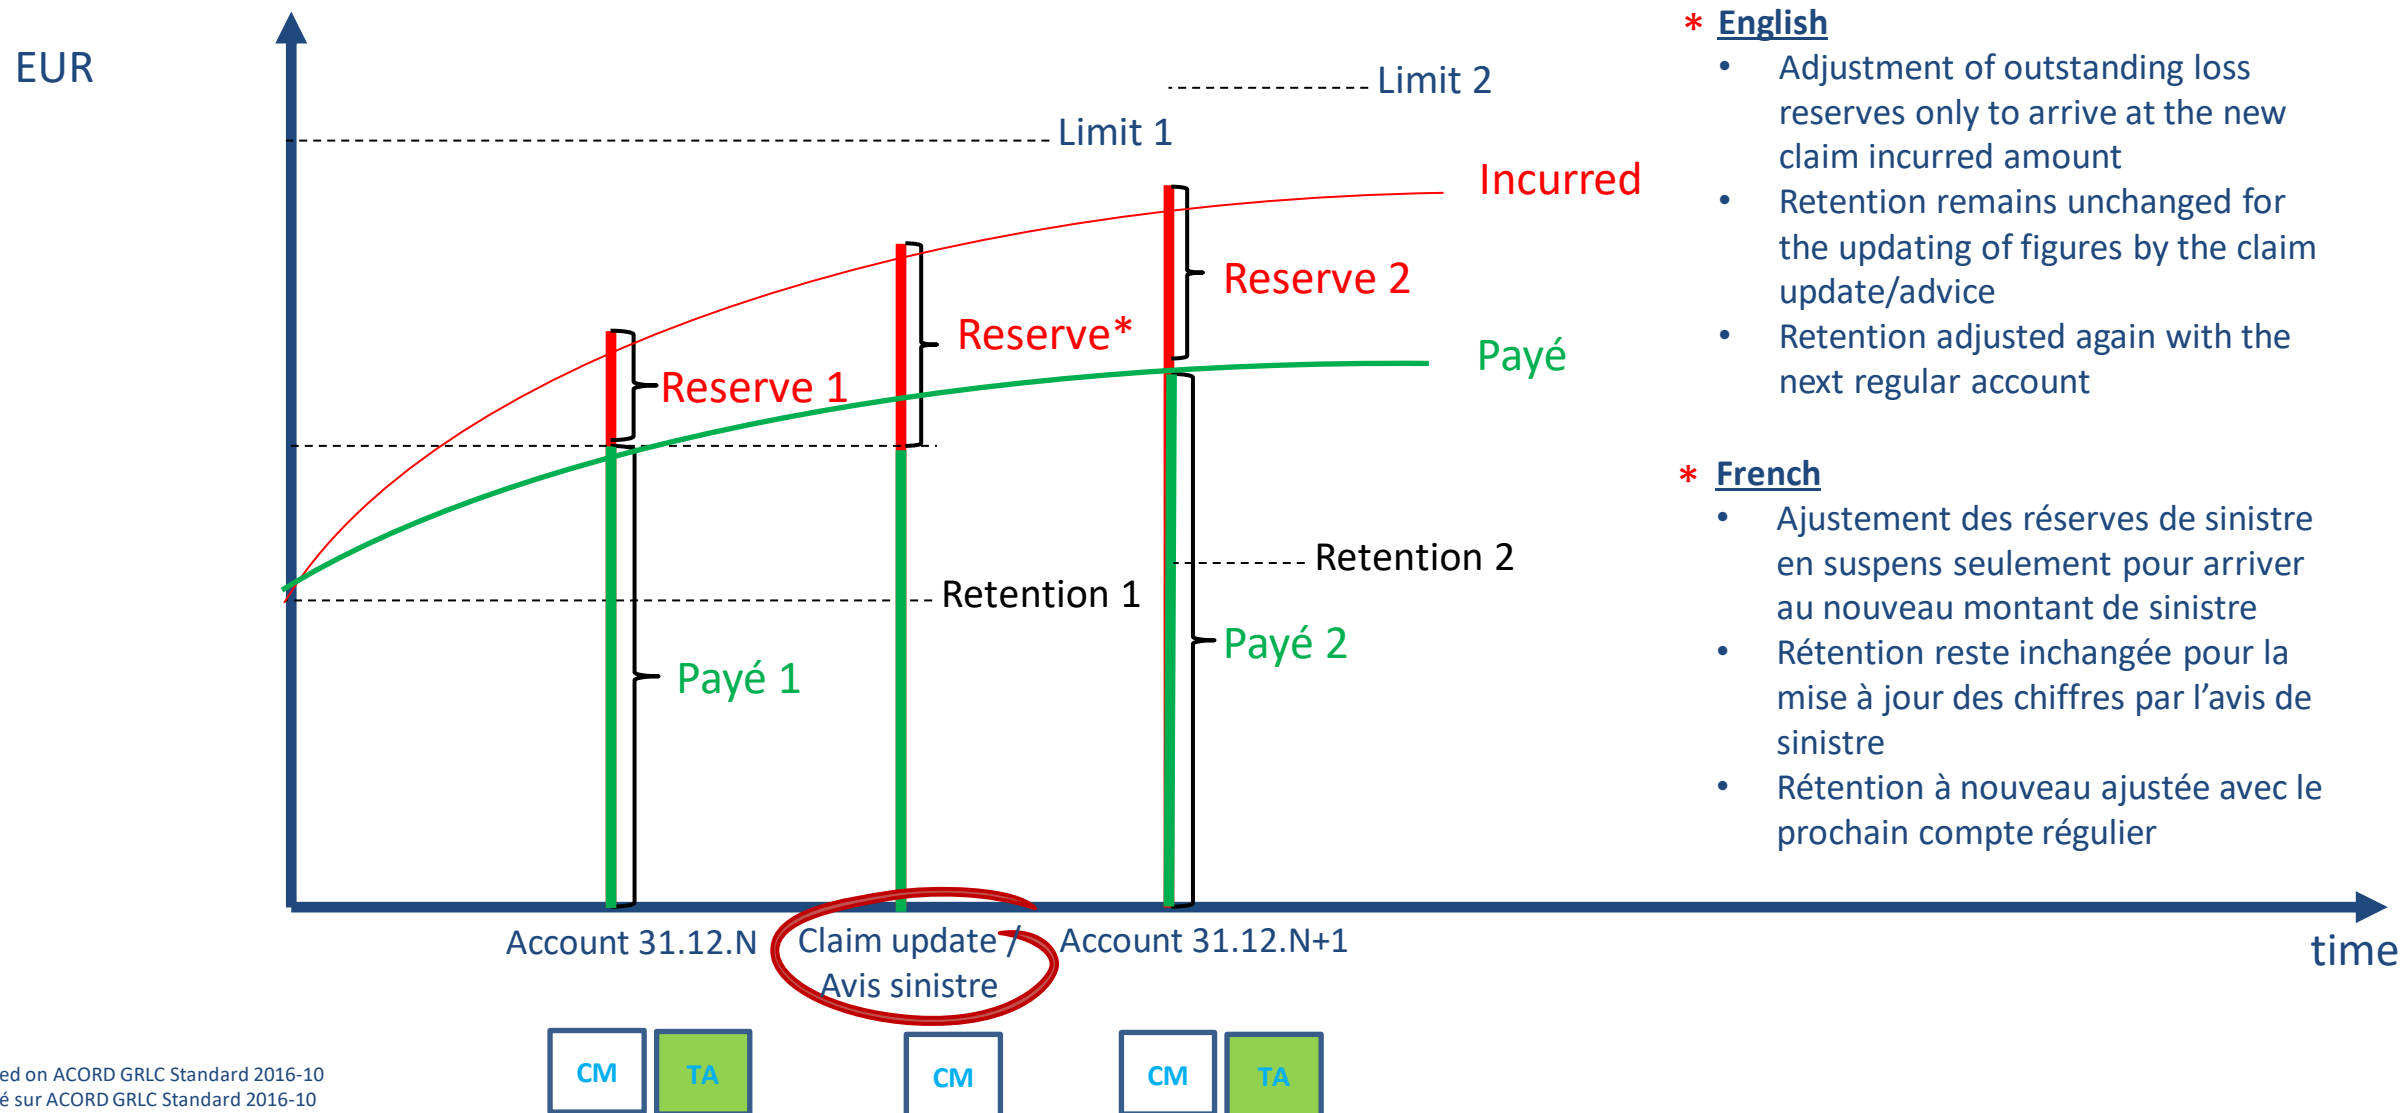 EUR
Limit 2
Limit 1
Incurred
Reserve 2
Reserve*
Payé
Reserve 1
Retention 2
Retention 1
Payé 2
Payé 1
* English
• Adjustment of outstanding loss
reserves only to arrive at the new
claim incurred amount
• Retention remains unchanged for
the updating of figures by the claim
update/advice
• Retention adjusted again with the
next regular account
* French
• Ajustement des réserves de sinistre
en suspens seulement pour arriver
au nouveau montant de sinistre
• Rétention reste inchangée pour la
mise à jour des chiffres par l’avis de
sinistre
• Rétention à nouveau ajustée avec le
prochain compte régulier
Account 31.12.N
Claim update /
Avis sinistre
Account 31.12.N+1
time
CM
TA
CM
CM
TA
on ACORD GRLC Standard 2016-10
sur ACORD GRLC Standard 2016-10